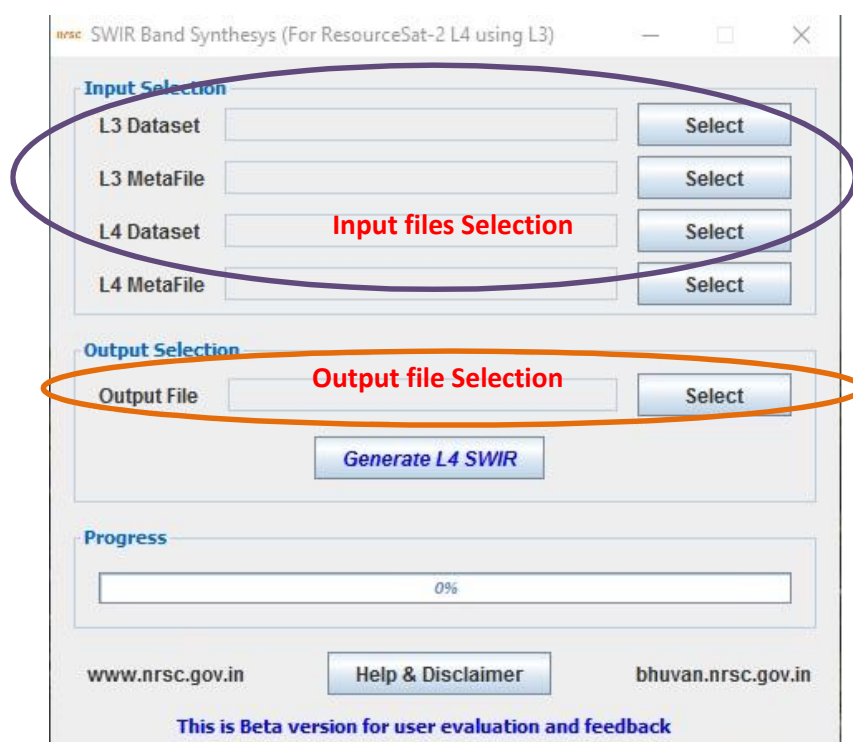 nrsc SWIR Band Synthesys (For ResourceSat-2 L4 using L3)
Input Selection
L3 Dataset Select
L3 MetaFile Select
L4 Dataset Input files Selection Select
L4 MetaFile Select
Output Selection
Output File Output file Selection Select
Generate L4 SWIR
Progress
0%
www.nrsc.gov.in Help & Disclaimer bhuvan.nrsc.gov.in
This is Beta version for user evaluation and feedback